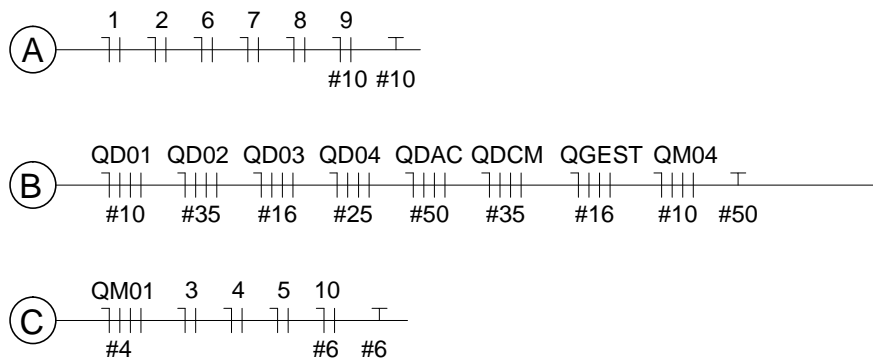 1 2 6 7 8 9
A
#10 #10
QD01 QD02 QD03 QD04 QDAC QDCM QGEST QM04
B
#10 #35 #16 #25 #50 #35 #16 #10 #50
QM01 3 4 5 10
C
#4 #6 #6